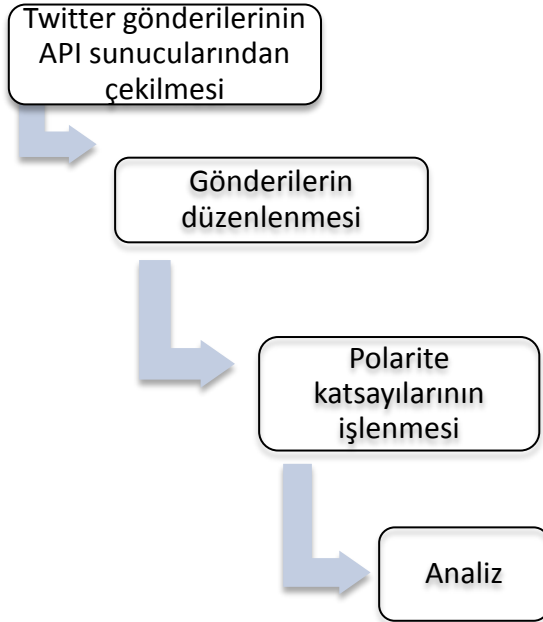 Twitter gönderilerinin
API sunucularından
çekilmesi
Gönderilerin
düzenlenmesi
Polarite
katsayılarının
işlenmesi
Analiz